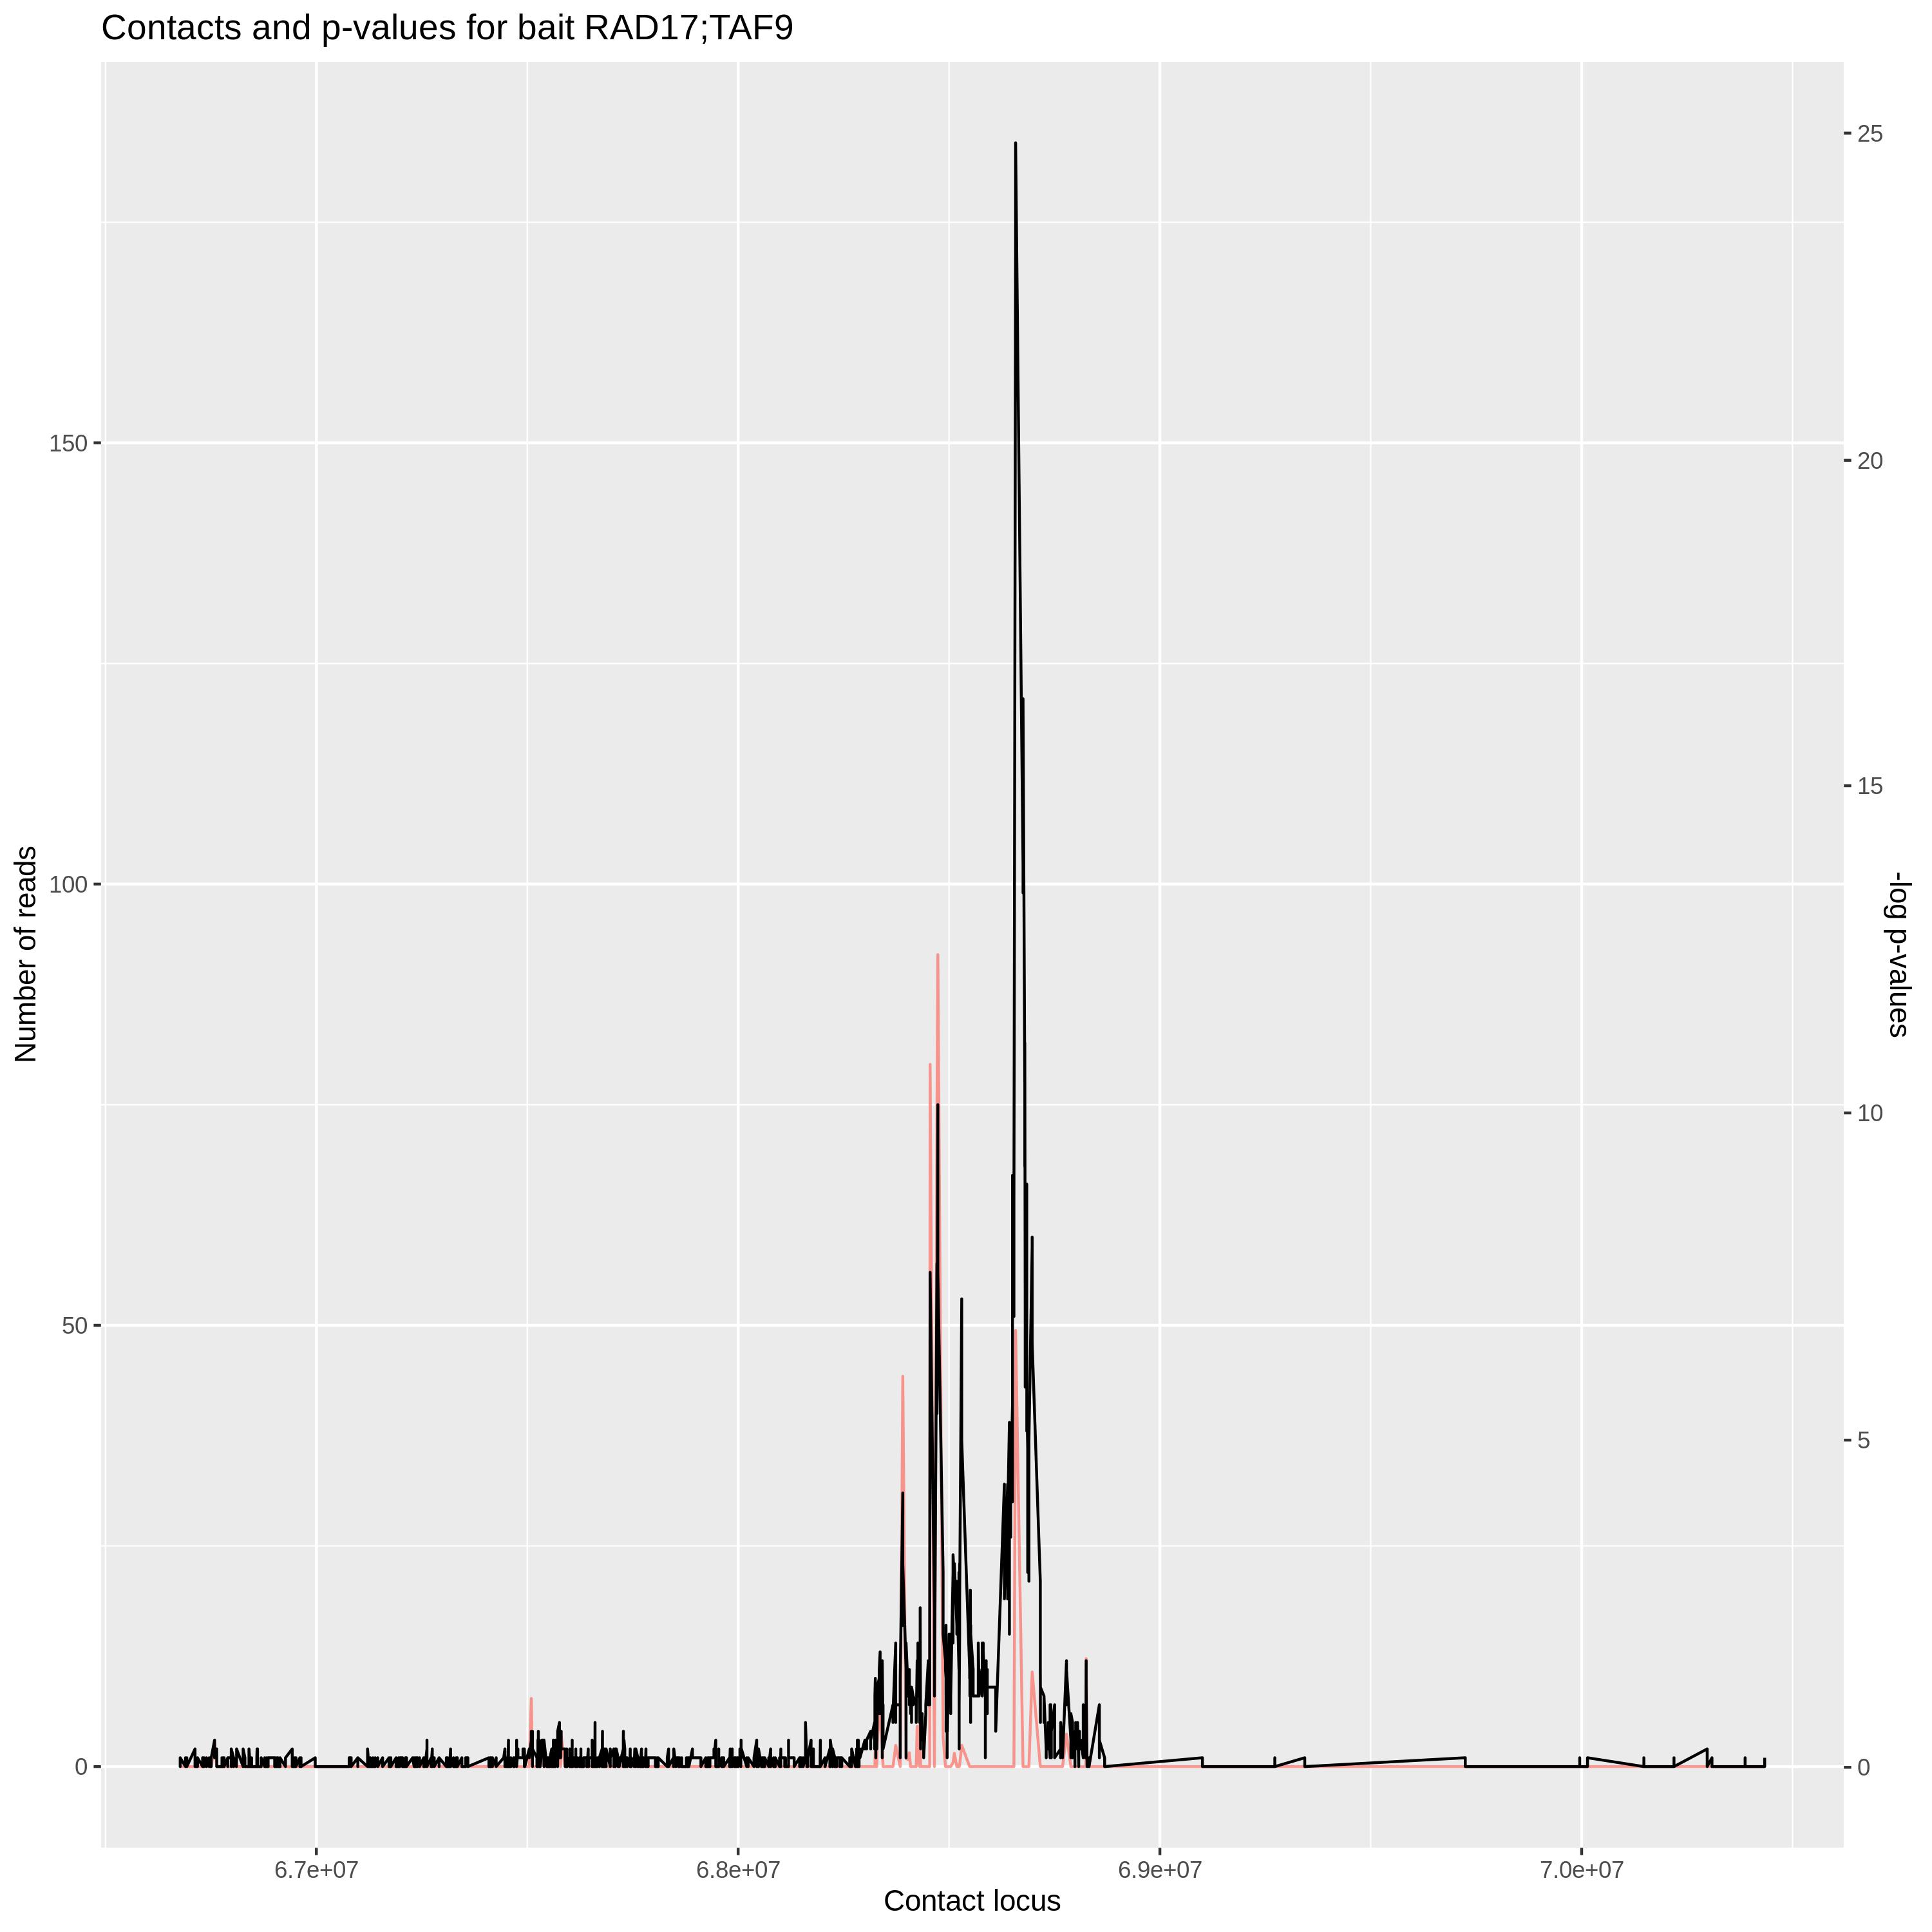 Contacts and p-values for bait RAD17;TAF9
Number of reads
150
100
50
0
25
20
15
10
5
0
-log p-values
6.7e+07
6.8e+07
6.9e+07
7.0e+07
Contact locus